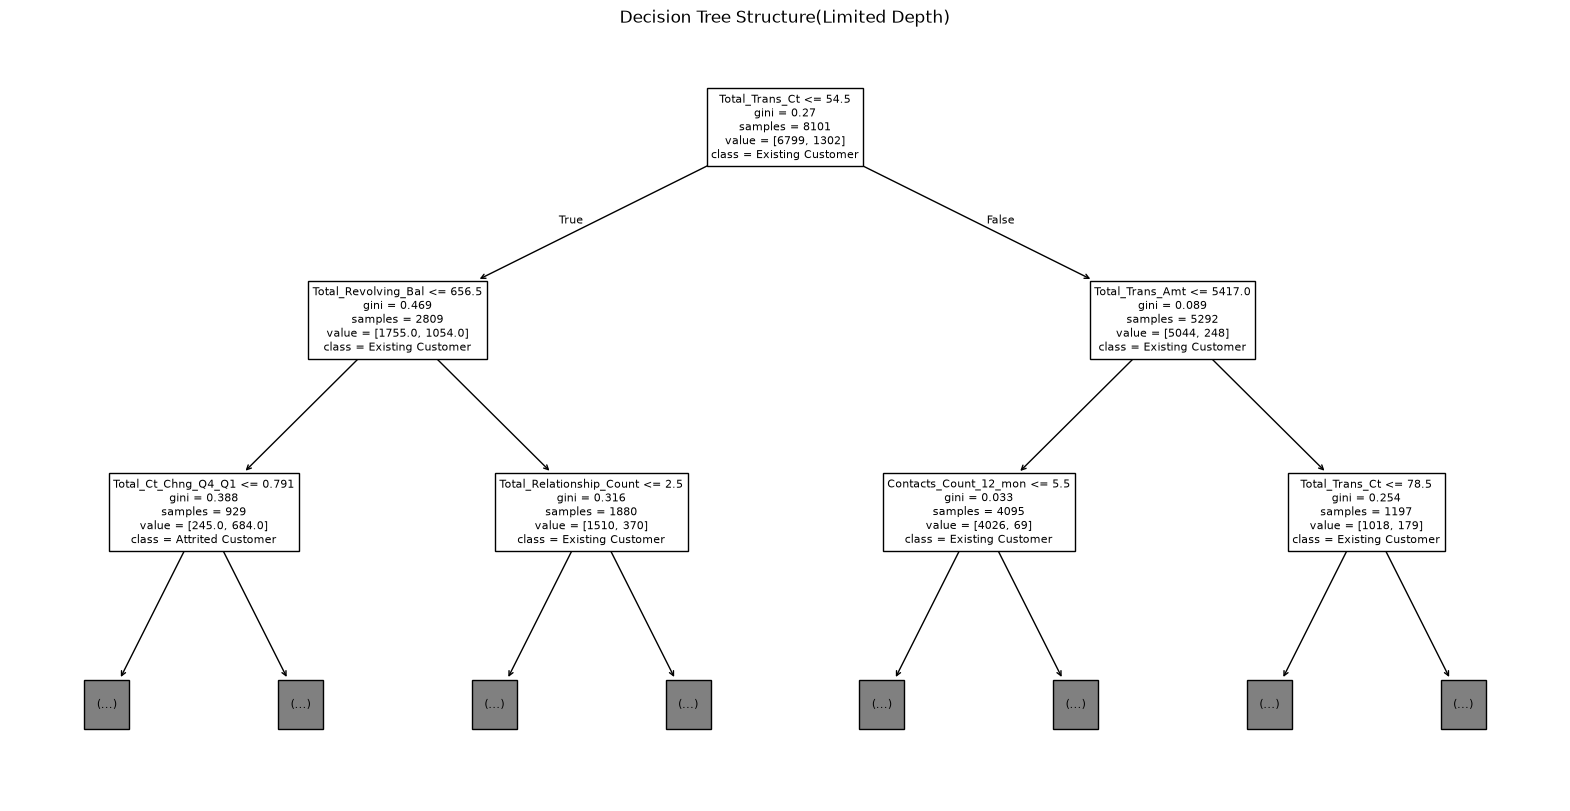 Decision Tree Structure(Limited Depth)
Total_Trans_Ct <= 54.5
gini = 0.27
samples = 8101
value = [6799, 1302]
class = Existing Customer
True
False
Total_Revolving_Bal <= 656.5
gini = 0.469
samples = 2809
value = [1755.0, 1054.0]
class = Existing Customer
Total_Trans_Amt <= 5417.0
gini = 0.089
samples = 5292
value = [5044, 248]
class = Existing Customer
Total_Ct_Chng_Q4_Q1 <= 0.791
gini = 0.388
samples = 929
value = [245.0, 684.0]
class = Attrited Customer
Total_Relationship_Count <= 2.5
gini = 0.316
samples = 1880
value = [1510, 370]
class = Existing Customer
Contacts_Count_12_mon <= 5.5
gini = 0.033
samples = 4095
value = [4026, 69]
class = Existing Customer
Total_Trans_Ct <= 78.5
gini = 0.254
samples = 1197
value = [1018, 179]
class = Existing Customer
(...)
(...)
(...)
(...)
(...)
(...)
(...)
(...)